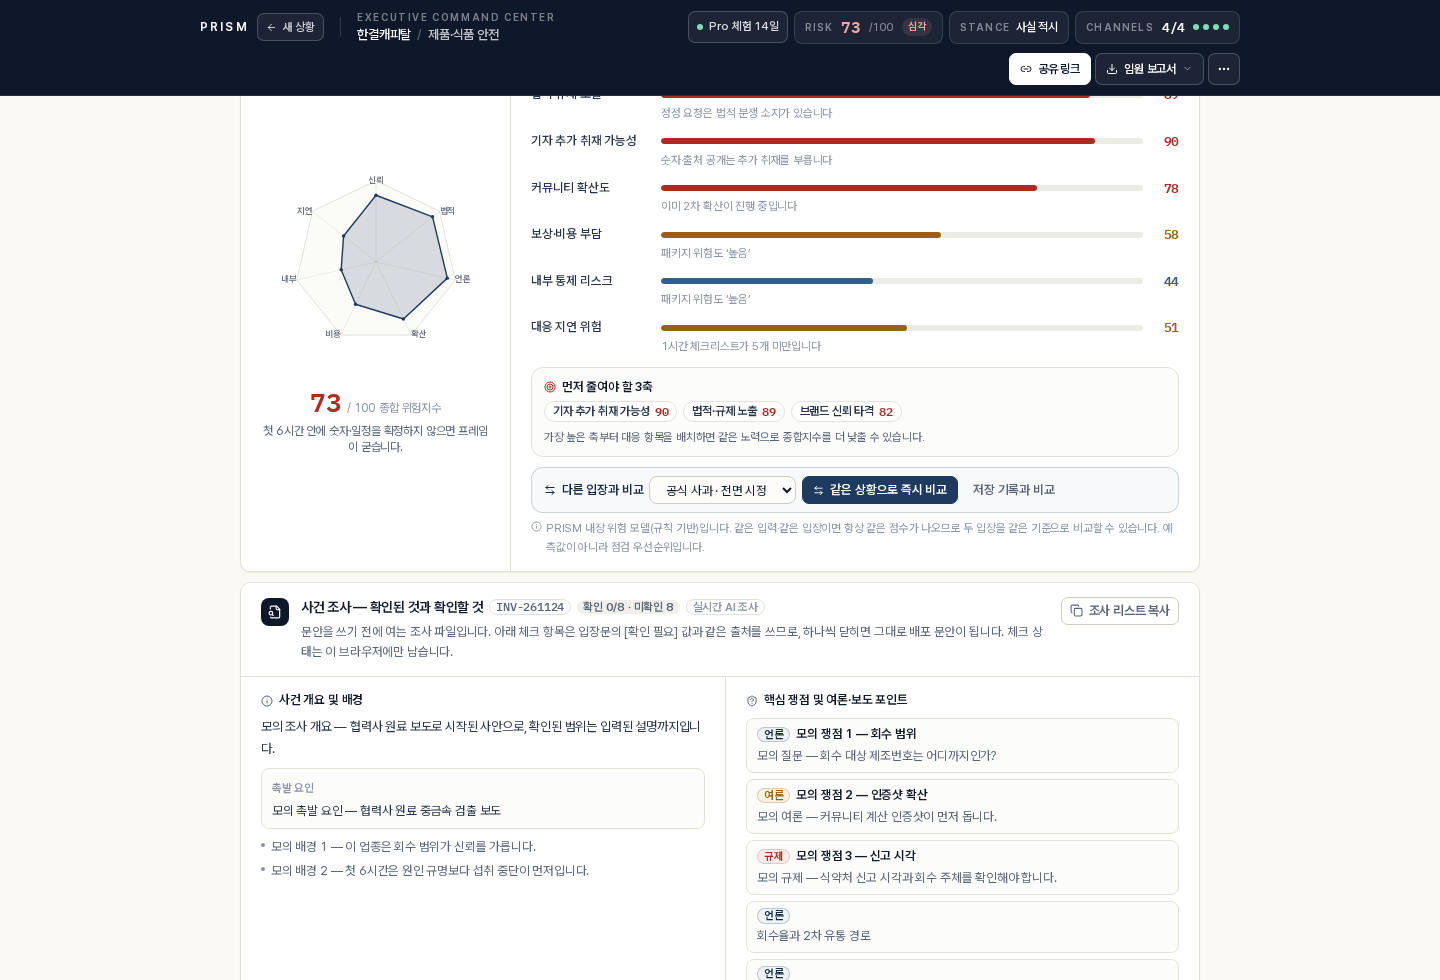 PRISM
← 새 상황
EXECUTIVE COMMAND CENTER
한결캐피탈 / 제품·식품 안전
Pro 체험 14일
RISK 73 /100 심각
STANCE 사실 적시
CHANNELS 4/4
공유 링크
임원 보고서
신뢰
법적
언론
확산
비용
내부
지연
73 / 100 종합 위험지수
첫 6시간 안에 숫자·일정을 확정하지 않으면 프레임
이 굳습니다.
정정 요청은 법적 분쟁 소지가 있습니다
기자 추가 취재 가능성 90
숫자·출처 공개는 추가 취재를 부릅니다
커뮤니티 확산도 78
이미 2차 확산이 진행 중입니다
보상·비용 부담 58
패키지 위험도 ‘높음’
내부 통제 리스크 44
패키지 위험도 ‘높음’
대응 지연 위험 51
1시간 체크리스트가 5개 미만입니다
먼저 줄여야 할 3축
기자 추가 취재 가능성 90
법적·규제 노출 89
브랜드 신뢰 타격 82
가장 높은 축부터 대응 항목을 배치하면 같은 노력으로 종합지수를 더 낮출 수 있습니다.
다른 입장과 비교
공식 사과 · 전면 시정
같은 상황으로 즉시 비교
저장 기록과 비교
PRISM 내장 위험 모델(규칙 기반)입니다. 같은 입력·같은 입장이면 항상 같은 점수가 나오므로 두 입장을 같은 기준으로 비교할 수 있습니다. 예
측값이 아니라 점검 우선순위입니다.
사건 조사 — 확인된 것과 확인할 것
INV-261124
확인 0/8 · 미확인 8
실시간 AI 조사
조사 리스트 복사
문안을 쓰기 전에 여는 조사 파일입니다. 아래 체크 항목은 입장문의 [확인 필요] 값과 같은 출처를 쓰므로, 하나씩 닫히면 그대로 배포 문안이 됩니다. 체크 상
태는 이 브라우저에만 남습니다.
사건 개요 및 배경
모의 조사 개요 — 협력사 원료 보도로 시작된 사안으로, 확인된 범위는 입력된 설명까지입니
다.
촉발 요인
모의 촉발 요인 — 협력사 원료 중금속 검출 보도
모의 배경 1 — 이 업종은 회수 범위가 신뢰를 가릅니다.
모의 배경 2 — 첫 6시간은 원인 규명보다 섭취 중단이 먼저입니다.
핵심 쟁점 및 여론·보도 포인트
언론 모의 쟁점 1 — 회수 범위
모의 질문 — 회수 대상 제조번호는 어디까지인가?
여론 모의 쟁점 2 — 인증샷 확산
모의 여론 — 커뮤니티 계산 인증샷이 먼저 돕니다.
규제 모의 쟁점 3 — 신고 시각
모의 규제 — 식약처 신고 시각과 회수 주체를 확인해야 합니다.
언론
회수율과 2차 유통 경로
언론